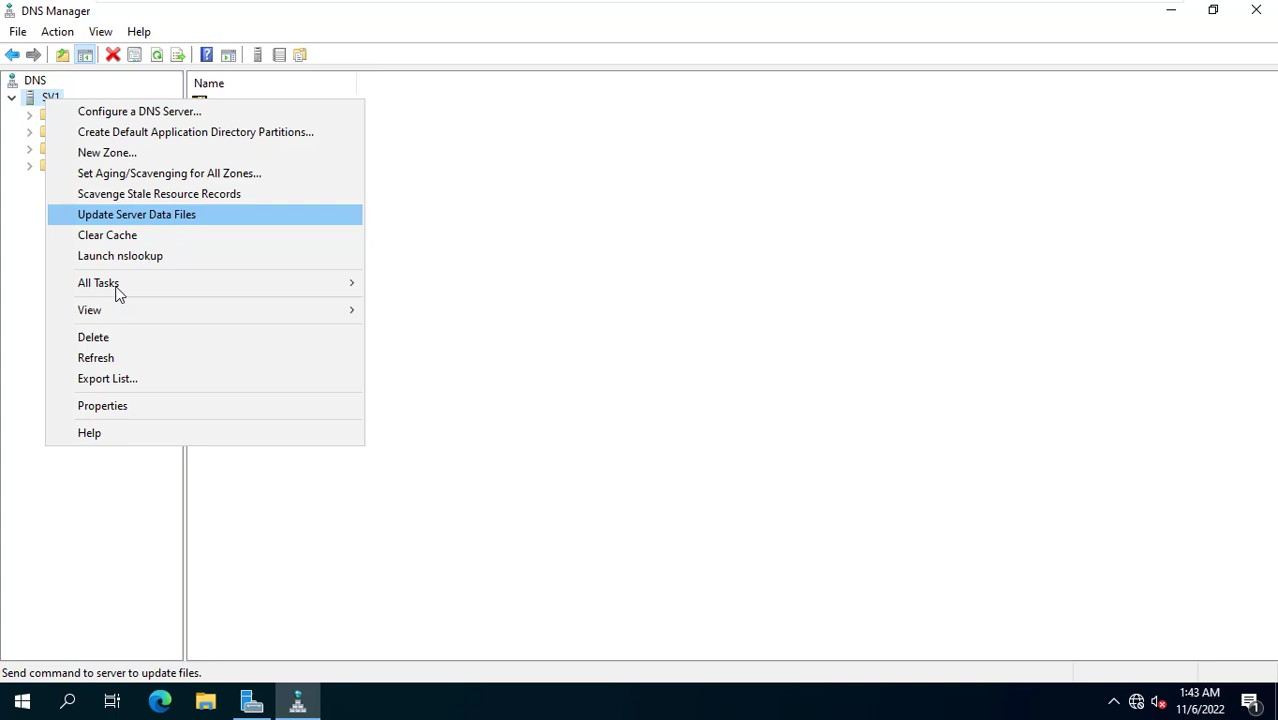 DNS Manager
File Action View Help
DNS
Name
SV1
Configure a DNS Server...
Create Default Application Directory Partitions...
New Zone...
Set Aging/Scavenging for All Zones...
Scavenge Stale Resource Records
Update Server Data Files
Clear Cache
Launch nslookup
All Tasks
View
Delete
Refresh
Export List...
Properties
Help
Send command to server to update files.
1:43 AM
11/6/2022
1